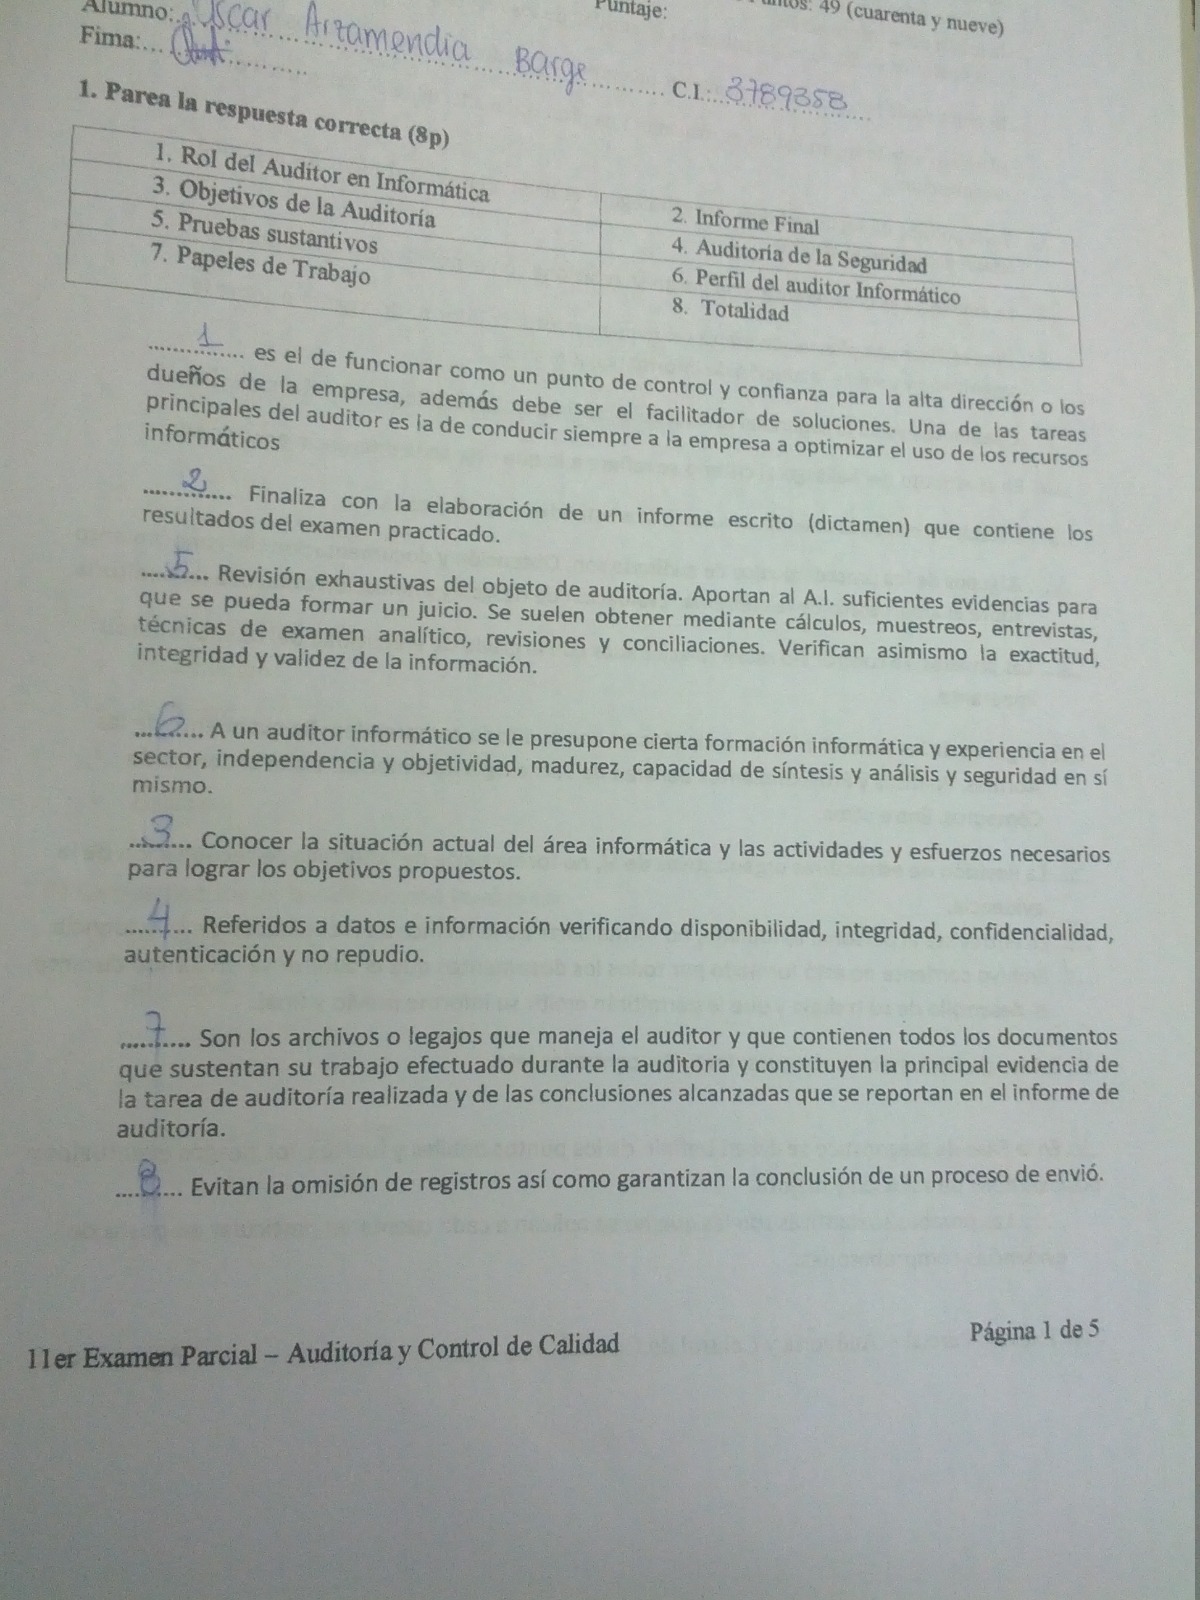 Puntaje: Puntos: 49 (cuarenta y nueve)
Alumno: Oscar Arzamendia Barge C.I.: 3789358
Fima:
1. Parea la respuesta correcta (8p)
1. Rol del Auditor en Informática 2. Informe Final
3. Objetivos de la Auditoría 4. Auditoría de la Seguridad
5. Pruebas sustantivos 6. Perfil del auditor Informático
7. Papeles de Trabajo 8. Totalidad
1 es el de funcionar como un punto de control y confianza para la alta dirección o los
dueños de la empresa, además debe ser el facilitador de soluciones. Una de las tareas
principales del auditor es la de conducir siempre a la empresa a optimizar el uso de los recursos
informáticos
2 Finaliza con la elaboración de un informe escrito (dictamen) que contiene los
resultados del examen practicado.
5 Revisión exhaustivas del objeto de auditoría. Aportan al A.I. suficientes evidencias para
que se pueda formar un juicio. Se suelen obtener mediante cálculos, muestreos, entrevistas,
técnicas de examen analítico, revisiones y conciliaciones. Verifican asimismo la exactitud,
integridad y validez de la información.
6 A un auditor informático se le presupone cierta formación informática y experiencia en el
sector, independencia y objetividad, madurez, capacidad de síntesis y análisis y seguridad en sí
mismo.
3 Conocer la situación actual del área informática y las actividades y esfuerzos necesarios
para lograr los objetivos propuestos.
4 Referidos a datos e información verificando disponibilidad, integridad, confidencialidad,
autenticación y no repudio.
7 Son los archivos o legajos que maneja el auditor y que contienen todos los documentos
que sustentan su trabajo efectuado durante la auditoria y constituyen la principal evidencia de
la tarea de auditoría realizada y de las conclusiones alcanzadas que se reportan en el informe de
auditoría.
8 Evitan la omisión de registros así como garantizan la conclusión de un proceso de envió.
11er Examen Parcial – Auditoría y Control de Calidad Página 1 de 5